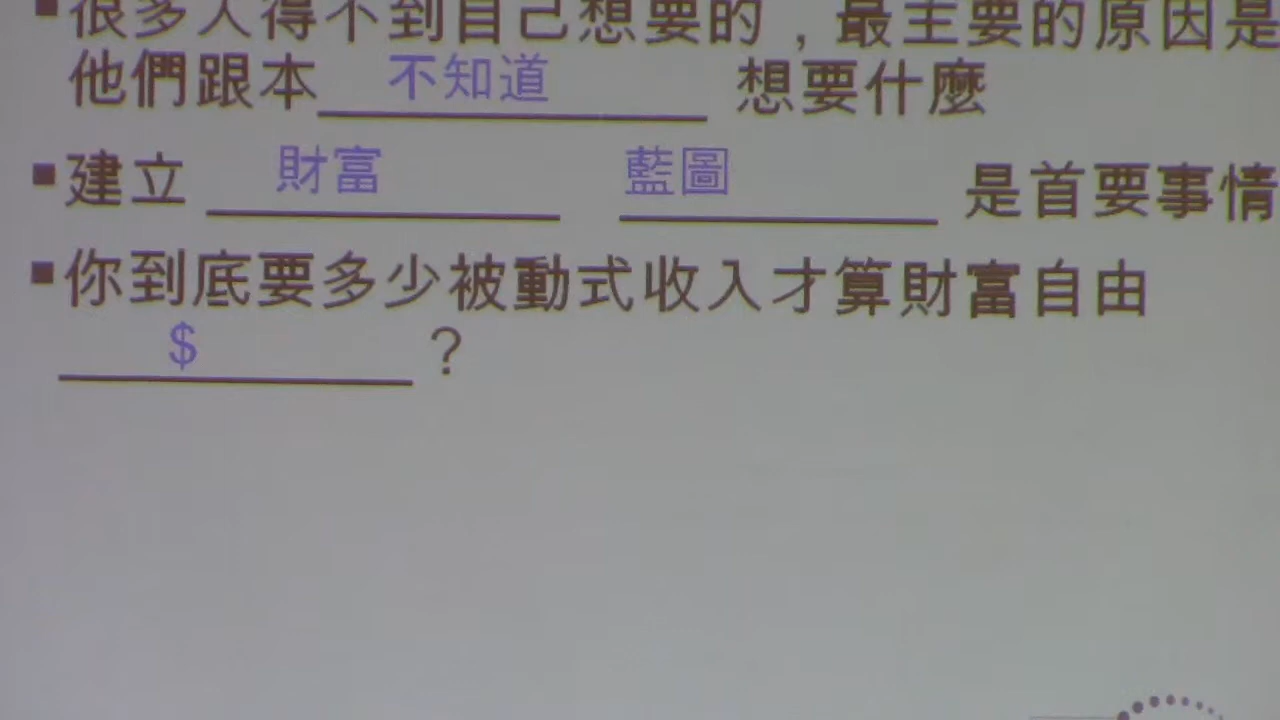 ▪很多人得不到自己想要的，最主要的原因是
他們跟本 不知道 想要什麼
▪建立 財富 藍圖 是首要事情
▪你到底要多少被動式收入才算財富自由
$ ?